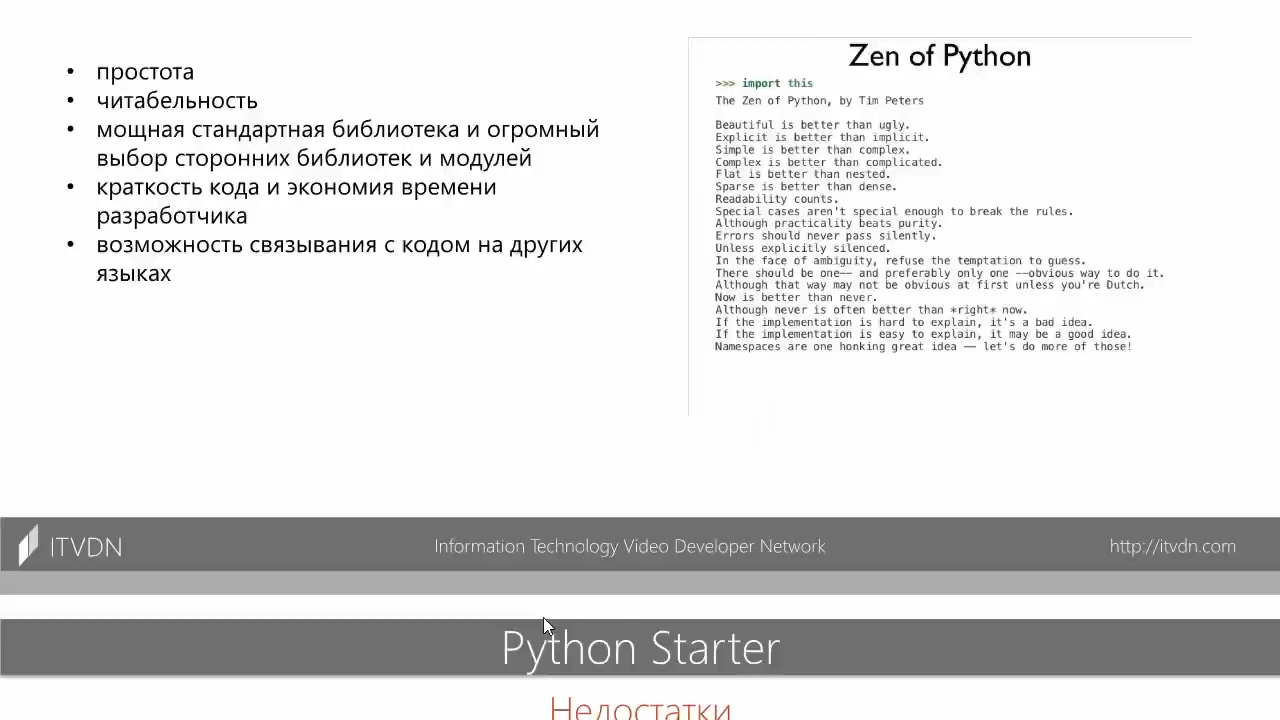 • простота
• читабельность
• мощная стандартная библиотека и огромный
выбор сторонних библиотек и модулей
• краткость кода и экономия времени
разработчика
• возможность связывания с кодом на других
языках
Zen of Python
>>> import this
The Zen of Python, by Tim Peters
Beautiful is better than ugly.
Explicit is better than implicit.
Simple is better than complex.
Complex is better than complicated.
Flat is better than nested.
Sparse is better than dense.
Readability counts.
Special cases aren't special enough to break the rules.
Although practicality beats purity.
Errors should never pass silently.
Unless explicitly silenced.
In the face of ambiguity, refuse the temptation to guess.
There should be one—— and preferably only one ——obvious way to do it.
Although that way may not be obvious at first unless you're Dutch.
Now is better than never.
Although never is often better than *right* now.
If the implementation is hard to explain, it's a bad idea.
If the implementation is easy to explain, it may be a good idea.
Namespaces are one honking great idea —— let's do more of those!
ITVDN
Information Technology Video Developer Network
http://itvdn.com
Python Starter
Недостатки